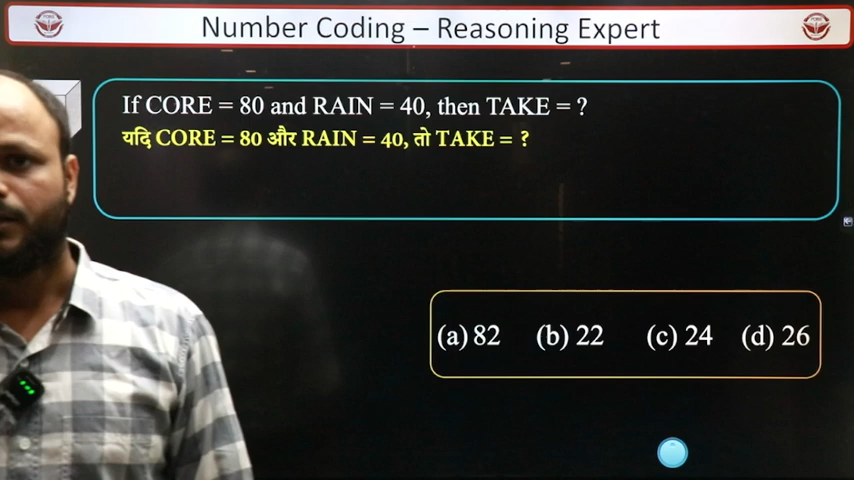 Number Coding – Reasoning Expert
If CORE = 80 and RAIN = 40, then TAKE = ?
यदि CORE = 80 और RAIN = 40, तो TAKE = ?
(a) 82 (b) 22 (c) 24 (d) 26